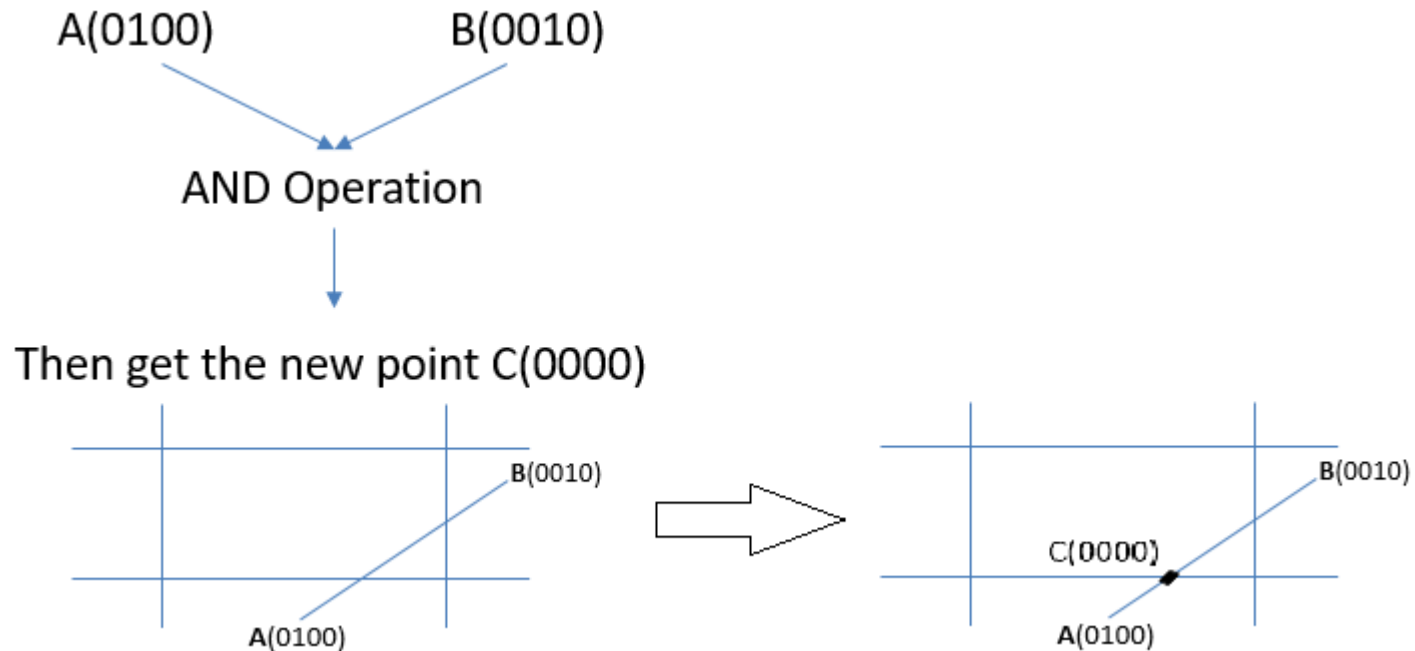 A(0100) B(0010)
AND Operation
Then get the new point C(0000)
B(0010)
A(0100)
B(0010)
C(0000)
A(0100)